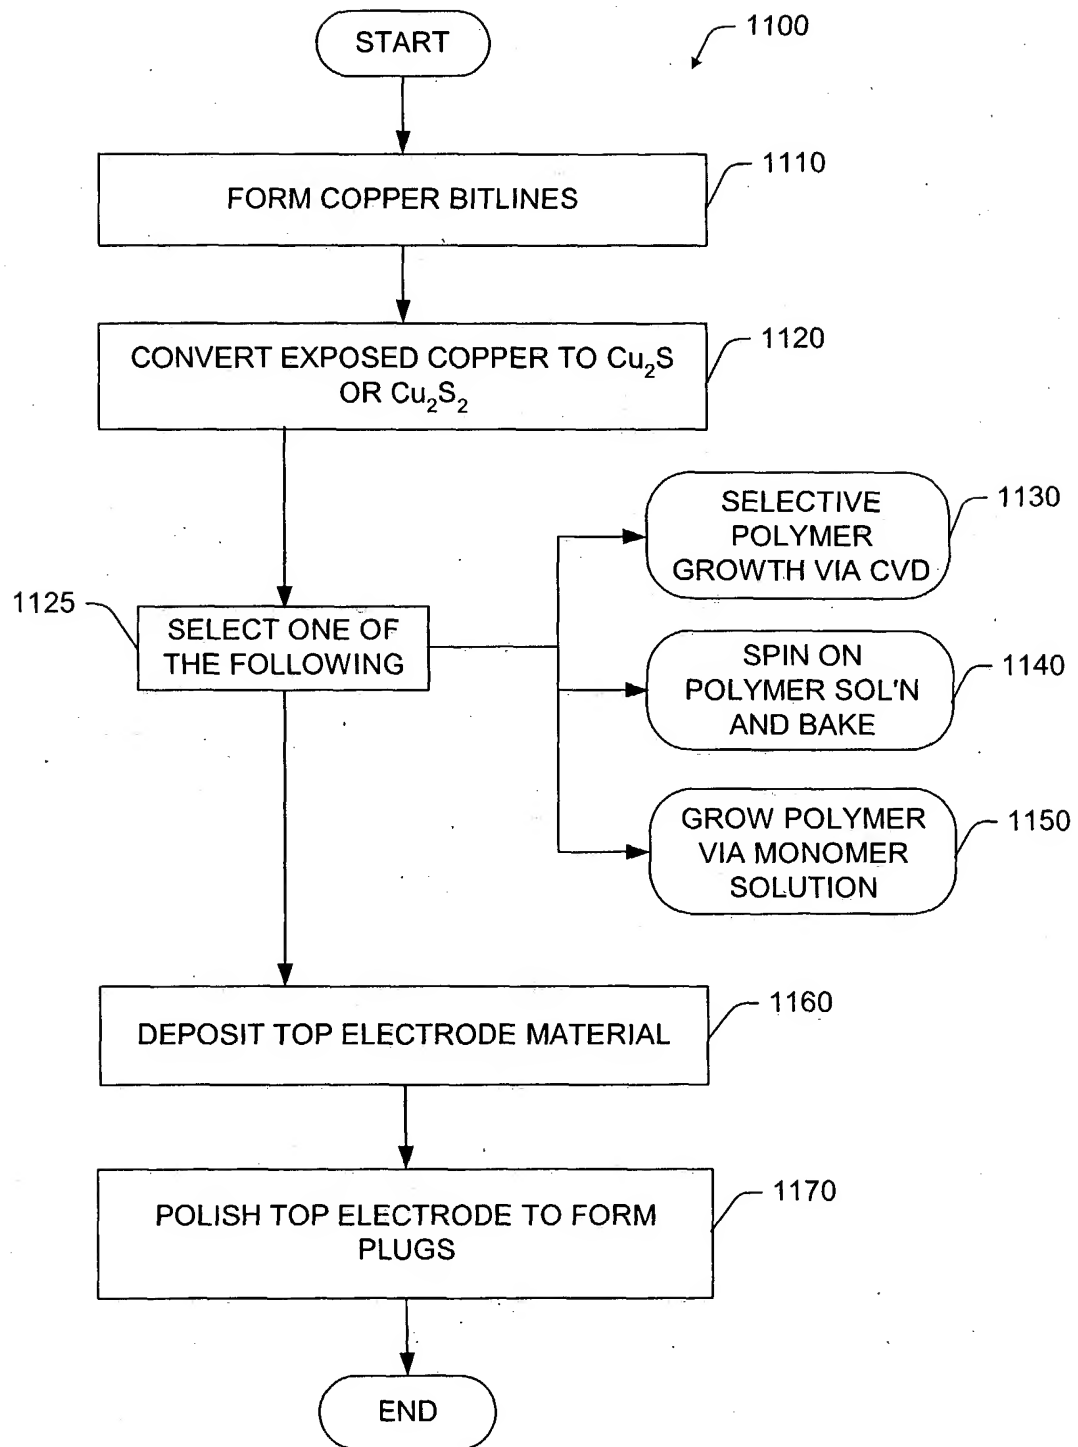 START
1100
1110
FORM COPPER BITLINES
1120
CONVERT EXPOSED COPPER TO Cu₂S
OR Cu₂S₂
1130
SELECTIVE
POLYMER
GROWTH VIA CVD
1125
SELECT ONE OF
THE FOLLOWING
1140
SPIN ON
POLYMER SOL'N
AND BAKE
1150
GROW POLYMER
VIA MONOMER
SOLUTION
1160
DEPOSIT TOP ELECTRODE MATERIAL
1170
POLISH TOP ELECTRODE TO FORM
PLUGS
END